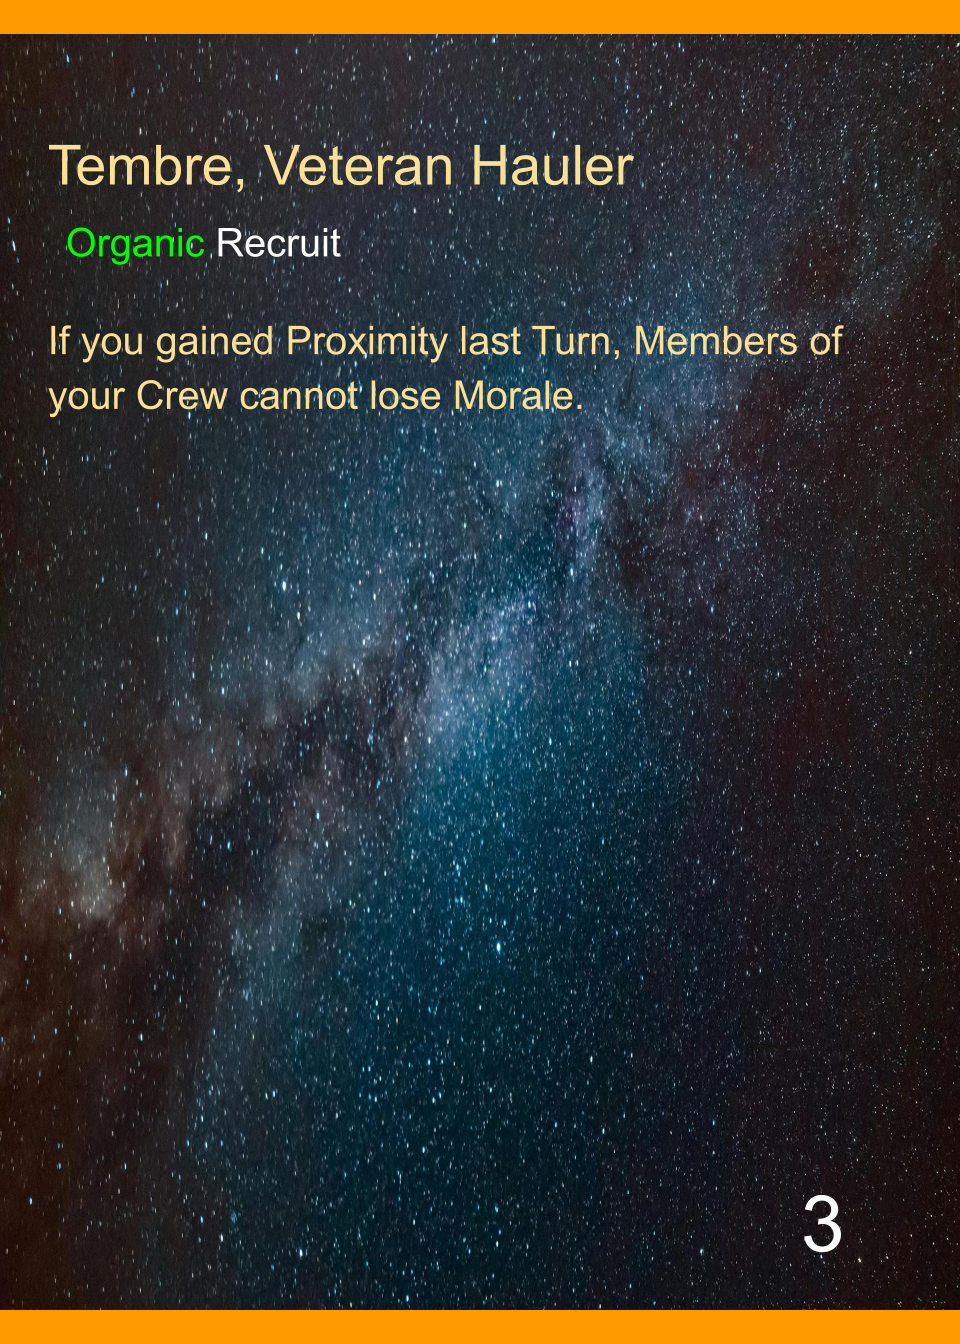 Tembre, Veteran Hauler
Organic Recruit
If you gained Proximity last Turn, Members of
your Crew cannot lose Morale.
3